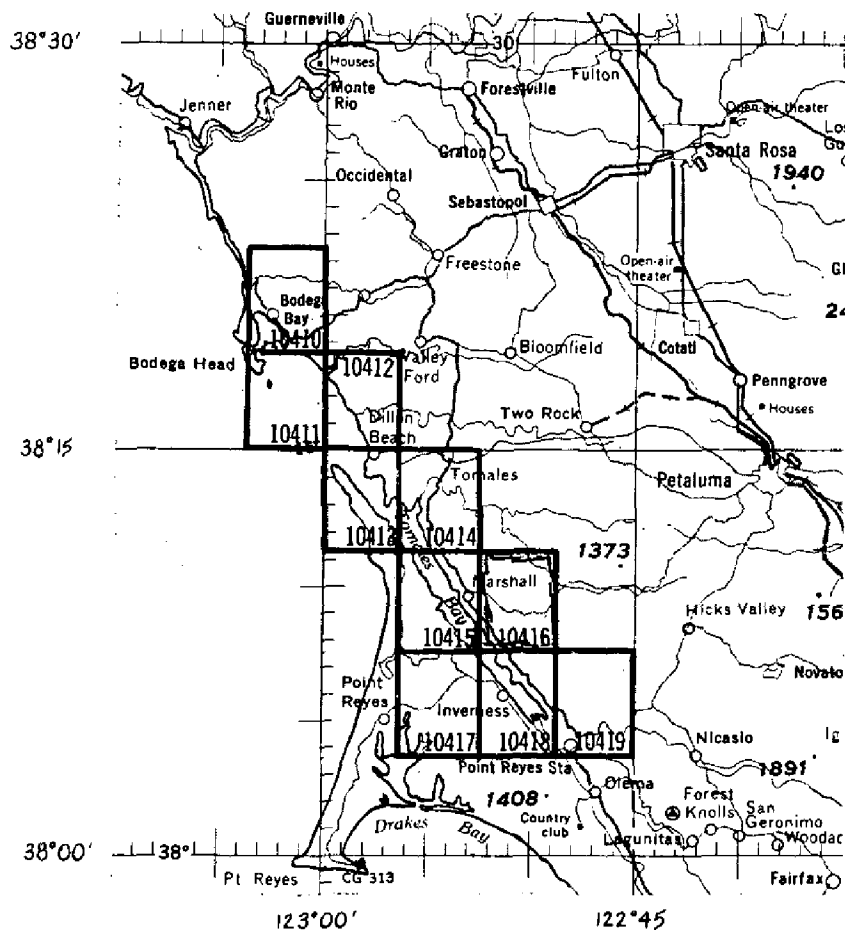 Guerneville
38°30'
30
Houses
Fulton
Jenner
Monte
Rio
Forestville
Open-air theater
Graton
Santa Rosa
1940
Occidental
Sebastopol
Freestone
Open-air
theater
Bodega
Bay
10410
Cotati
Bodega Head
10412
Valley
Ford
Bloomfield
Penngrove
Houses
Dillon
Beach
Two Rock
10411
38°15'
Tomales
Petaluma
10413
10414
1373
Tomales
Bay
Marshall
156
Hicks Valley
10415
10416
Novato
Point
Reyes
Inverness
10417
10418
10419
Nicasio
Point Reyes Sta
1891
1408
Olema
Forest
Knolls
San
Geronimo
Country
club
Drakes
Bay
Lagunitas
Woodac
38°00'
38°
Pt Reyes
CG 313
Fairfax
123°00'
122°45